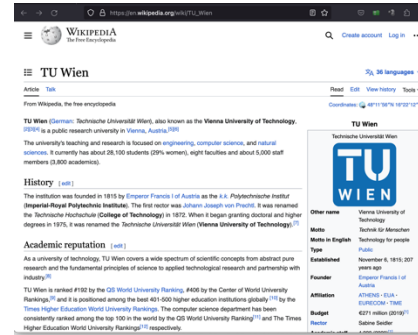 https://en.wikipedia.org/wiki/TU_Wien
WIKIPEDIA
The Free Encyclopedia
Create account Log in
TU Wien
36 languages
Article Talk
Read Edit View history Tools
From Wikipedia, the free encyclopedia
Coordinates: 48°11′56″N 16°22′12″
TU Wien (German: Technische Universität Wien), also known as the Vienna University of Technology,
is a public research university in Vienna, Austria.
The university's teaching and research is focused on engineering, computer science, and natural
sciences. It currently has about 28,100 students (29% women), eight faculties and about 5,000 staff
members (3,800 academics).
History [edit]
The institution was founded in 1815 by Emperor Francis I of Austria as the k.k. Polytechnische Institut
(Imperial-Royal Polytechnic Institute). The first rector was Johann Joseph von Prechtl. It was renamed
the Technische Hochschule (College of Technology) in 1872. When it began granting doctoral and higher
degrees in 1975, it was renamed the Technische Universität Wien (Vienna University of Technology).[7]
Academic reputation [edit]
As a university of technology, TU Wien covers a wide spectrum of scientific concepts from abstract pure
research and the fundamental principles of science to applied technological research and partnership with
industry.[8]
TU Wien is ranked #192 by the QS World University Ranking, #406 by the Center of World University
Rankings,[9] and it is positioned among the best 401-500 higher education institutions globally [10] by the
Times Higher Education World University Rankings. The computer science department has been
consistently ranked among the top 100 in the world by the QS World University Ranking[11] and The Times
Higher Education World University Rankings[12] respectively.
TU Wien
Technische Universität Wien
TU
WIEN
Other name Vienna University of
Technology
Motto Technik für Menschen
Motto in English Technology for people
Type Public
Established November 6, 1815; 207
years ago
Founder Emperor Francis I of
Austria
Affiliation ATHENS - EUA -
EURECOM - TIME
Budget €271 million (2019)
Rector Sabine Seidler